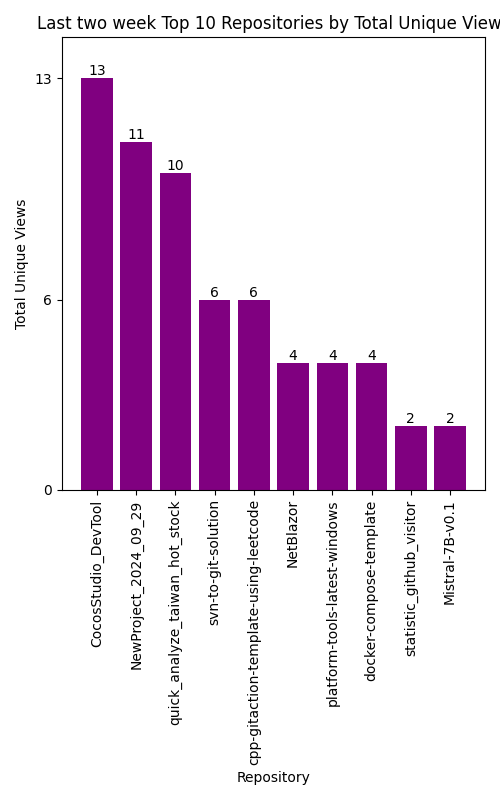 Last two week Top 10 Repositories by Total Unique View
13
11
10
6
6
4
4
4
2
2
13
6
0
Total Unique Views
CocosStudio_DevTool
NewProject_2024_09_29
quick_analyze_taiwan_hot_stock
svn-to-git-solution
cpp-gitaction-template-using-leetcode
NetBlazor
platform-tools-latest-windows
docker-compose-template
statistic_github_visitor
Mistral-7B-v0.1
Repository